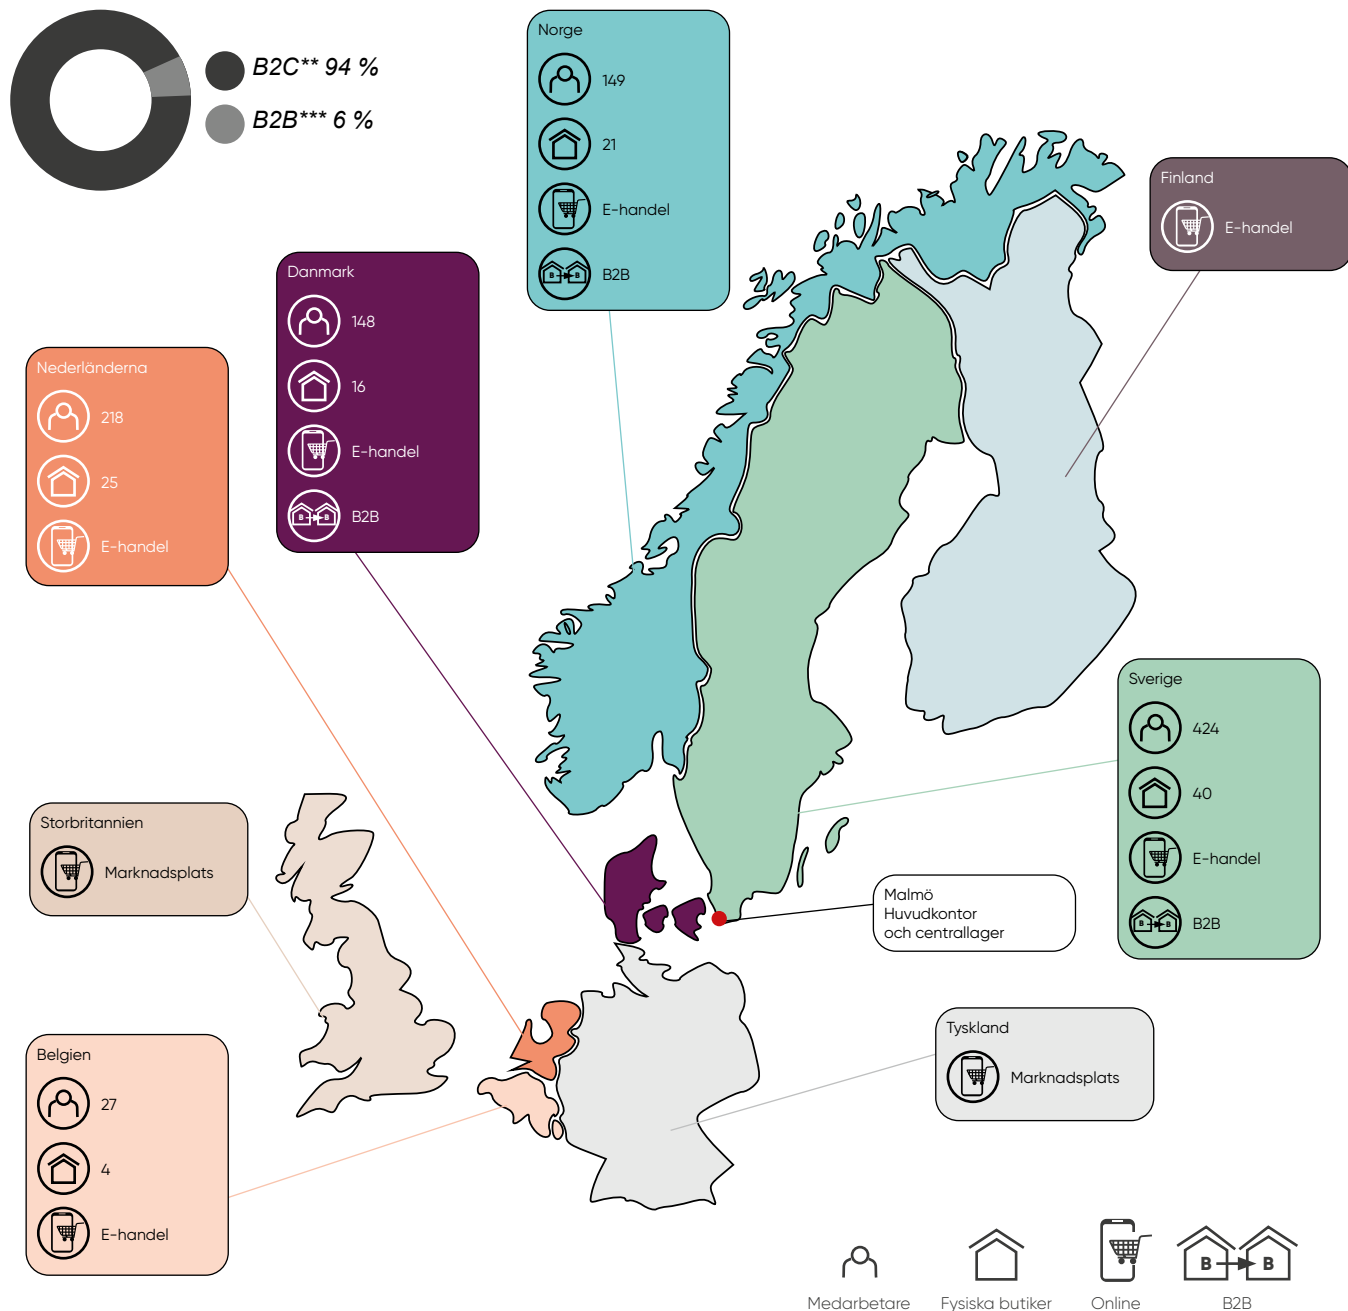 B2C** 94 %
B2B*** 6 %
Norge
149
21
E-handel
B2B
Finland
E-handel
Danmark
148
16
E-handel
B2B
Nederländerna
218
25
E-handel
Sverige
424
40
E-handel
B2B
Storbritannien
Marknadsplats
Malmö
Huvudkontor
och centrallager
Tyskland
Marknadsplats
Belgien
27
4
E-handel
B B
Medarbetare
Fysiska butiker
Online
B2B